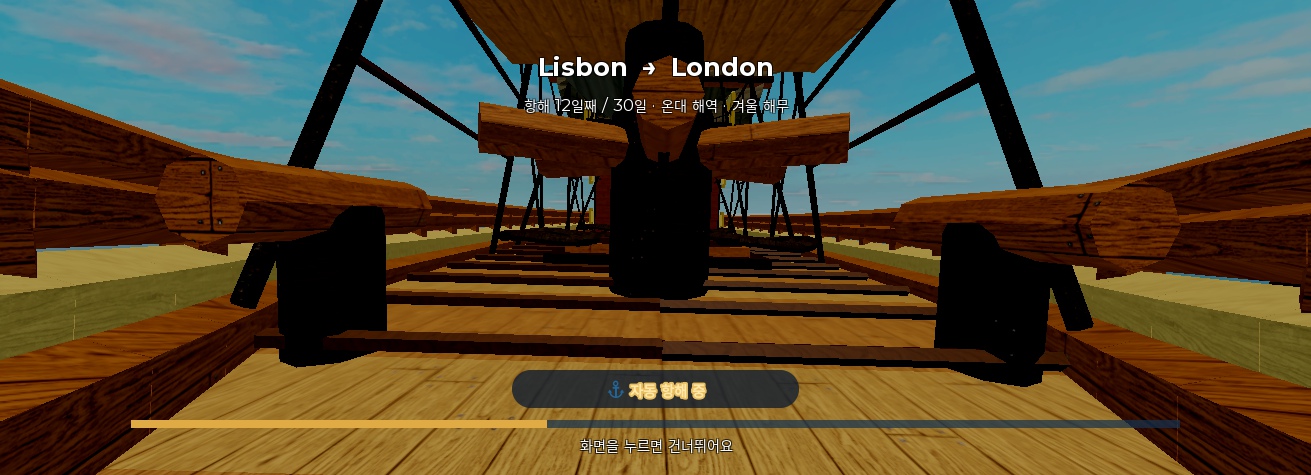 Lisbon → London
항해 12일째 / 30일 · 온대 해역 · 겨울 해무
⚓ 자동 항해 중
화면을 누르면 건너뛰어요